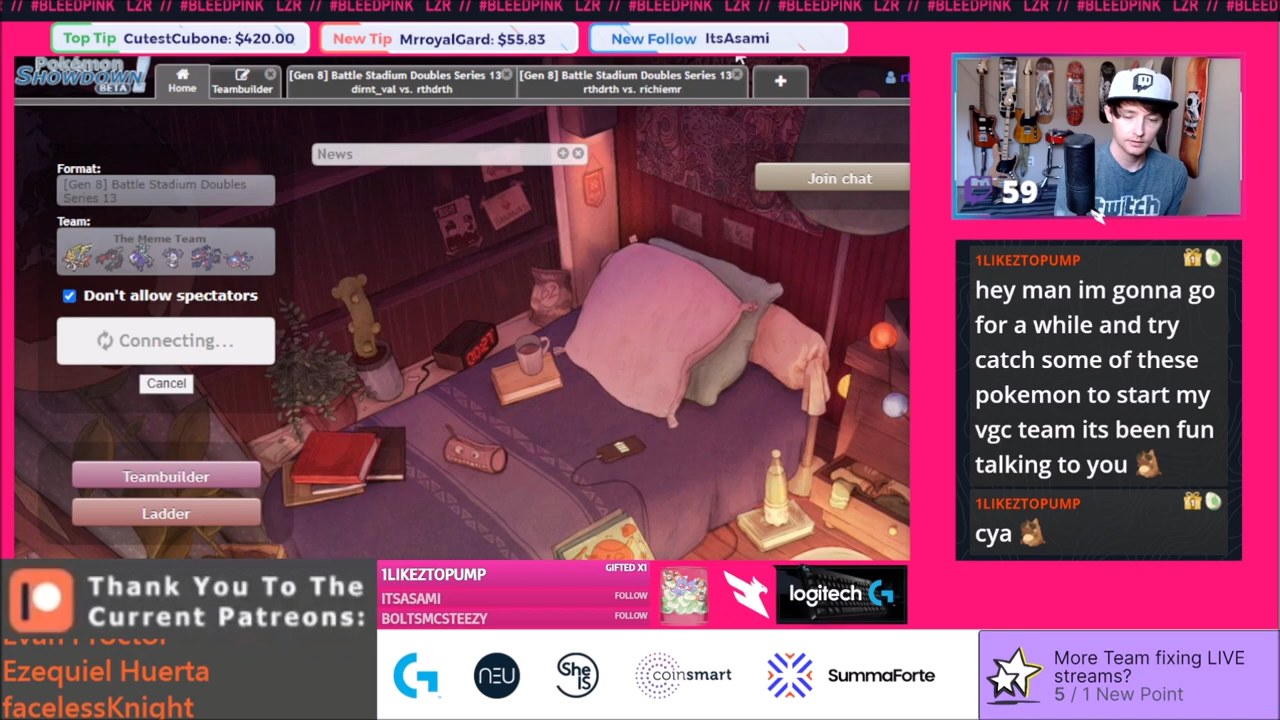 // #BLEEDPINK LZR // #BLEEDPINK LZR // #BLEEDPINK LZR // #BLEEDPINK LZR // #BLEEDPINK LZR // #BLEEDPINK LZR // #BLEED
Top Tip CutestCubone: $420.00
New Tip MrroyalGard: $55.83
New Follow ItsAsami
Pokémon
SHOWDOWN!
BETA
Home
Teambuilder
[Gen 8] Battle Stadium Doubles Series 13
dirnt_val vs. rthdrth
[Gen 8] Battle Stadium Doubles Series 13
rthdrth vs. richiemr
+
News
Join chat
Format:
[Gen 8] Battle Stadium Doubles
Series 13
Team:
The Meme Team
Don't allow spectators
Connecting...
Cancel
Teambuilder
Ladder
00:27
59
twitch
1LIKEZTOPUMP
hey man im gonna go
for a while and try
catch some of these
pokemon to start my
vgc team its been fun
talking to you
1LIKEZTOPUMP
cya
Thank You To The
Current Patreons:
Evan Proctor
Ezequiel Huerta
facelessKnight
1LIKEZTOPUMP GIFTED X1
ITSASAMI FOLLOW
BOLTSMCSTEEZY FOLLOW
logitech G
G
NEU
She IS
coinsmart
SUMMAFORTE
More Team fixing LIVE
streams?
5 / 1 New Point